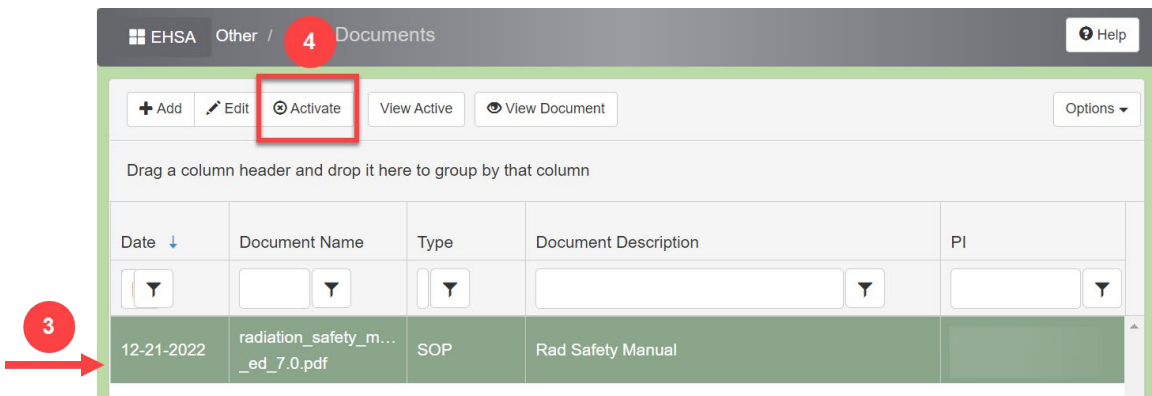 EHSA Other / Documents Help
4
+ Add Edit Activate View Active View Document Options
Drag a column header and drop it here to group by that column
Date ↓ Document Name Type Document Description PI
3
12-21-2022 radiation_safety_m... SOP Rad Safety Manual
_ed_7.0.pdf